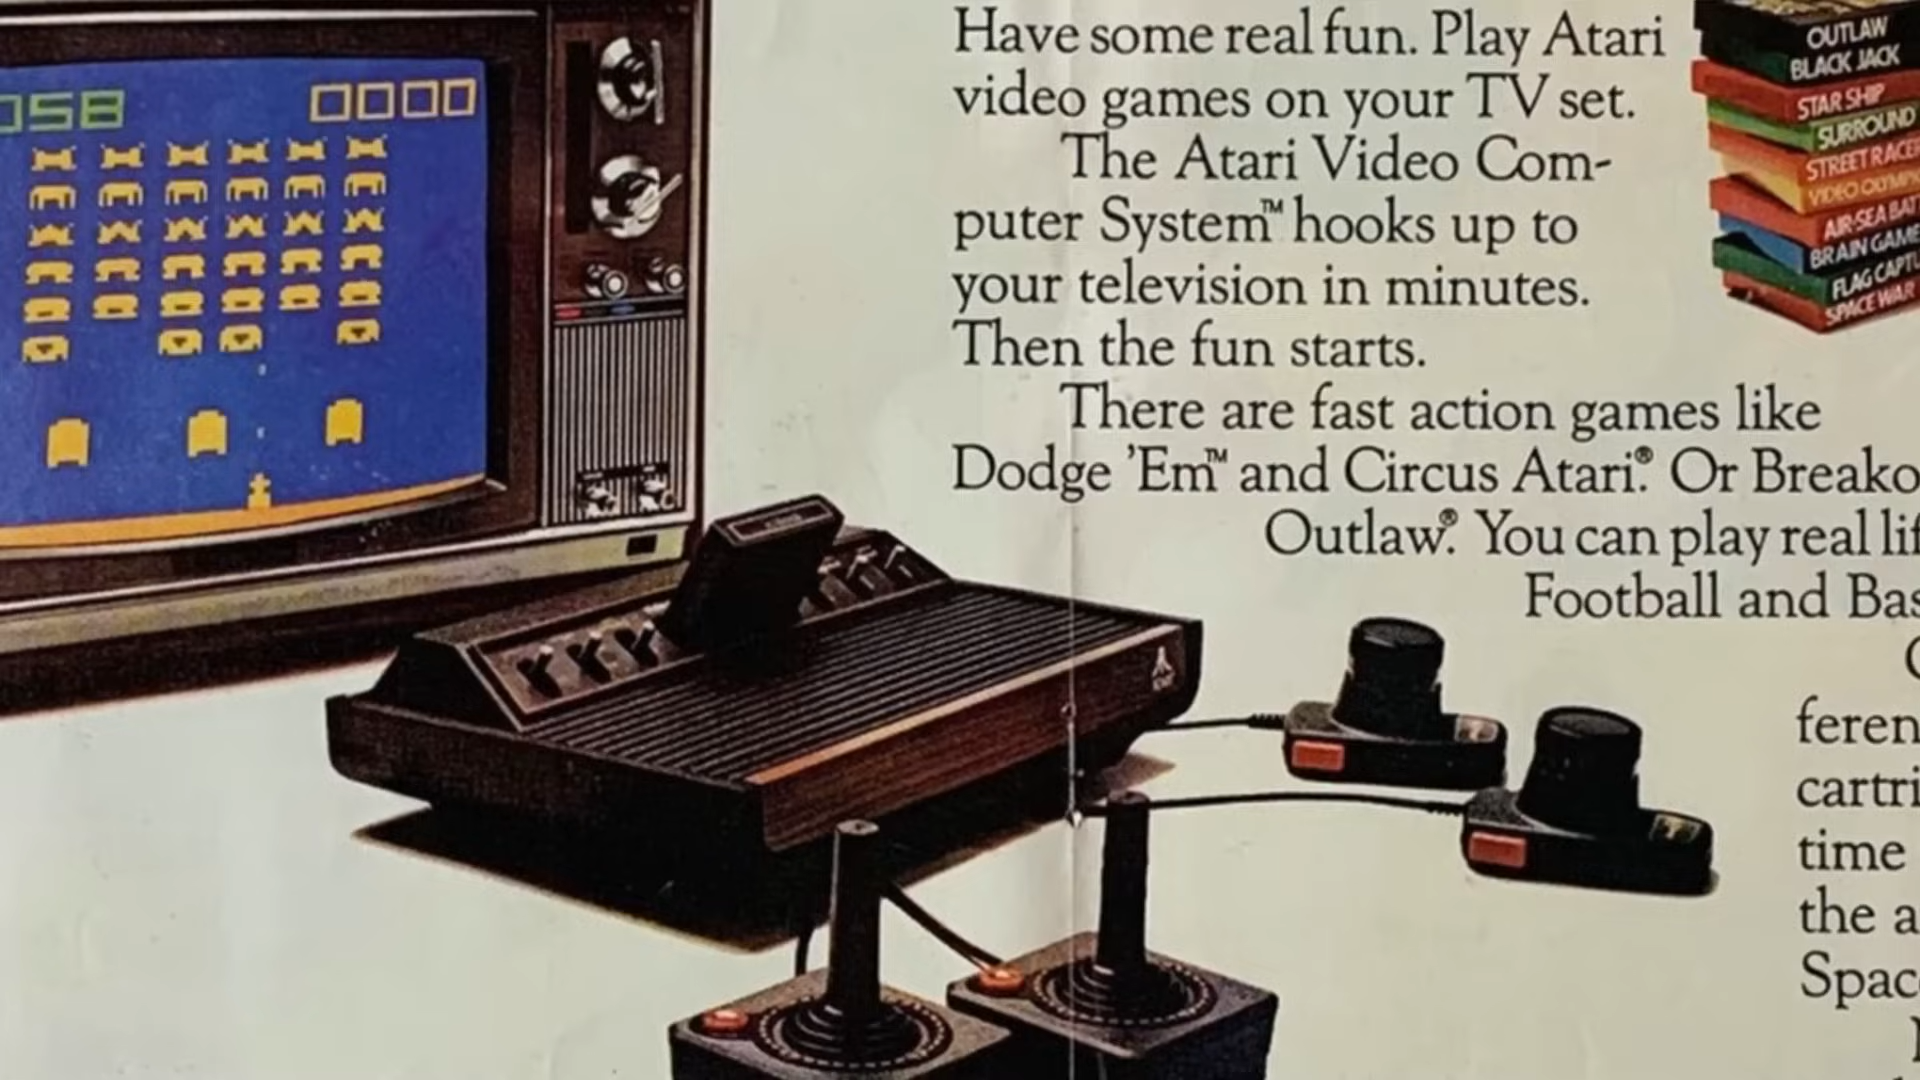 058 0000
Have some real fun. Play Atari
video games on your TV set.
The Atari Video Com-
puter System™ hooks up to
your television in minutes.
Then the fun starts.
There are fast action games like
Dodge 'Em™ and Circus Atari.® Or Breako
Outlaw.® You can play real lif
Football and Bas
C
feren
cartri
time
the a
Spac
OUTLAW
BLACK JACK
STAR SHIP
SURROUND
STREET RACER
VIDEO OLYMPI
AIR-SEA BATT
BRAIN GAME
FLAG CAPTU
SPACE WAR